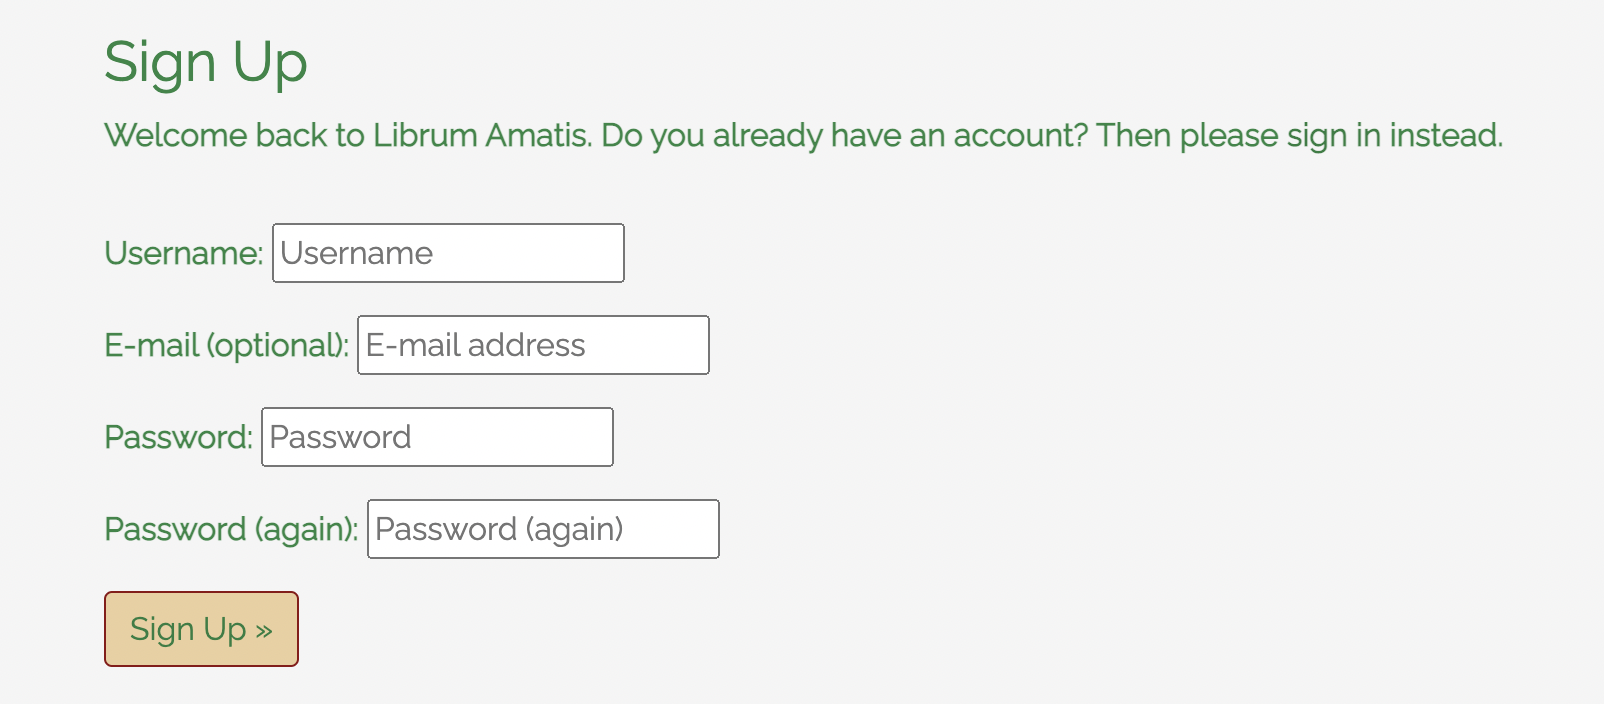 Sign Up
Welcome back to Librum Amatis. Do you already have an account? Then please sign in instead.
Username: Username
E-mail (optional): E-mail address
Password: Password
Password (again): Password (again)
Sign Up »